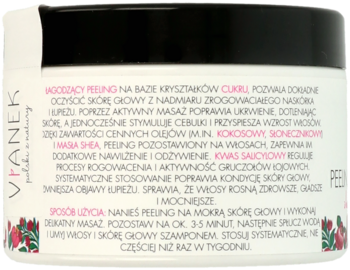 ŁAGODZĄCY PEELING NA BAZIE KRYSZTAŁKÓW CUKRU, POZWALA DOKŁADNIE
OCZYŚCIĆ SKÓRĘ GŁOWY Z NADMIARU ZROGOWACIAŁEGO NASKÓRKA
I ŁUPIEŻU. POPRZEZ AKTYWNY MASAŻ POPRAWIA UKRWIENIE, DOTLENIAJĄC
SKÓRĘ, A JEDNOCZEŚNIE STYMULUJE CEBULKI I PRZYSPIESZA WZROST WŁOSÓW.
DZIĘKI ZAWARTOŚCI CENNYCH OLEJÓW (M.IN. KOKOSOWY, SŁONECZNIKOWY)
I MASŁA SHEA, PEELING POZOSTAWIONY NA WŁOSACH, ZAPEWNIA IM
DODATKOWE NAWILŻENIE I ODŻYWIENIE. KWAS SALICYLOWY REGULUJE
PROCESY ROGOWACENIA I AKTYWNOŚĆ GRUCZOŁÓW ŁOJOWYCH.
SYSTEMATYCZNE STOSOWANIE POPRAWIA KONDYCJĘ SKÓRY GŁOWY,
ZMNIEJSZA OBJAWY ŁUPIEŻU. SPRAWIA, ŻE WŁOSY ROSNĄ ZDROWSZE, GŁADSZE
I MOCNIEJSZE.
SPOSÓB UŻYCIA: NANIEŚ PEELING NA MOKRĄ SKÓRĘ GŁOWY I WYKONAJ
DELIKATNY MASAŻ. POZOSTAW NA OK. 3-5 MINUT, NASTĘPNIE SPŁUCZ WODĄ
I UMYJ WŁOSY I SKÓRĘ GŁOWY SZAMPONEM. STOSUJ SYSTEMATYCZNIE, NIE
CZĘŚCIEJ NIŻ RAZ W TYGODNIU.
VIANEK
polski z natury
PEELI